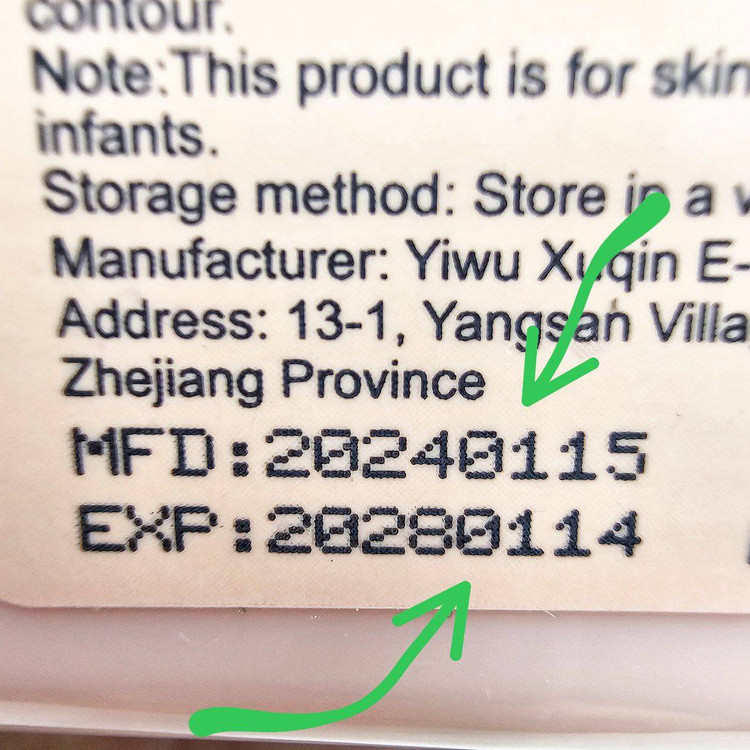 contour.
Note:This product is for skin
infants.
Storage method: Store in a
Manufacturer: Yiwu Xuqin E-
Address: 13-1, Yangsan Villa
Zhejiang Province
MFD:20240115
EXP:20280114